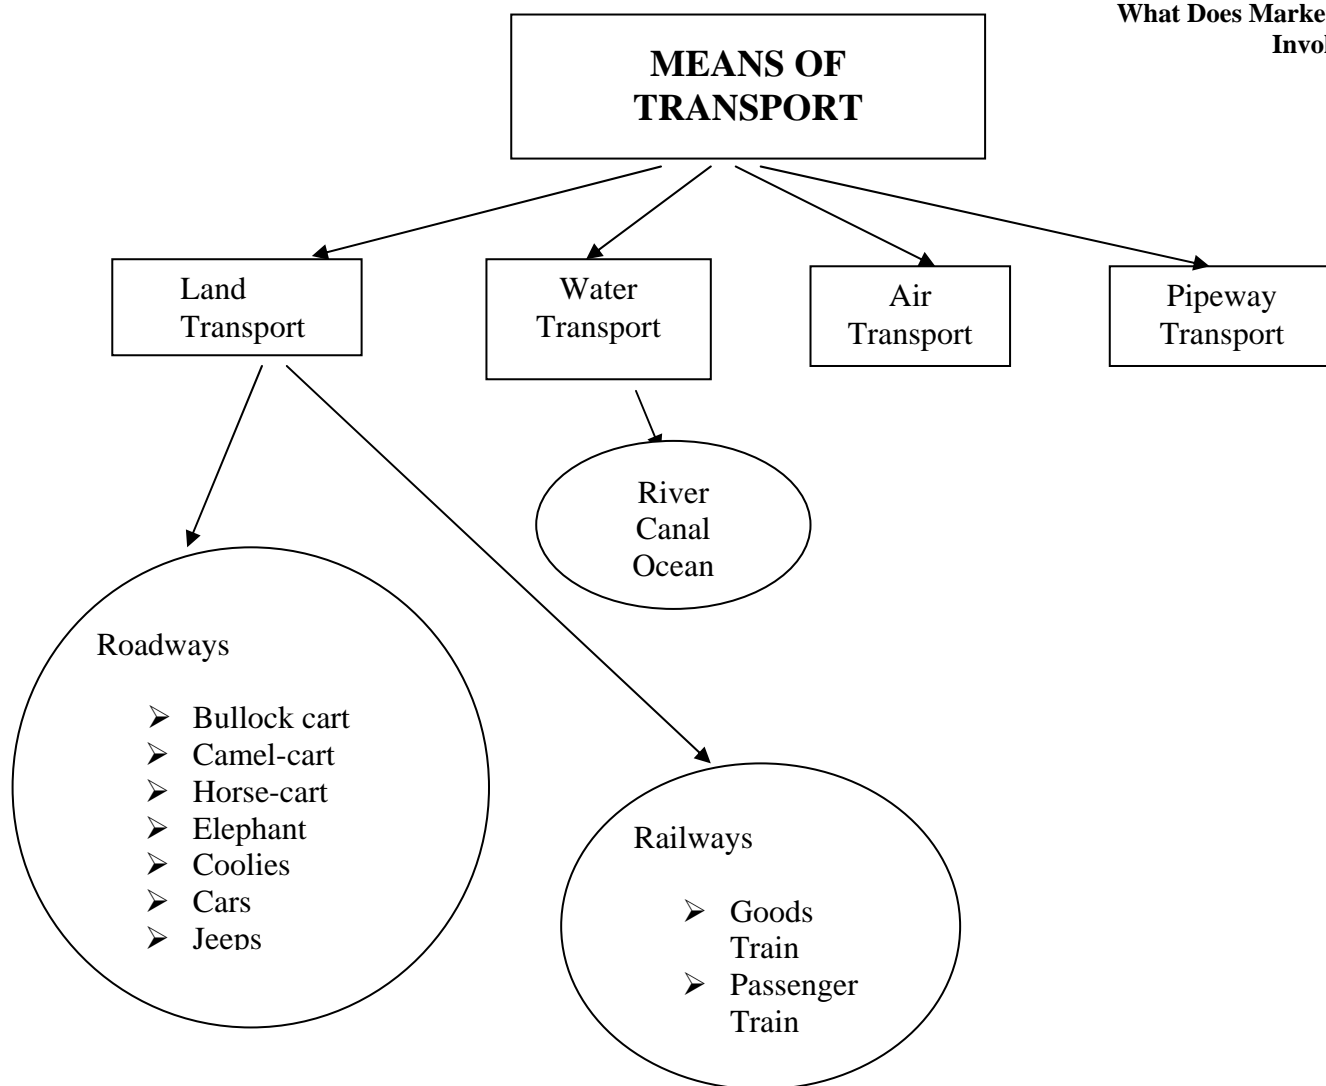 What Does Marke
Invol
MEANS OF
TRANSPORT
Land
Transport
Water
Transport
Air
Transport
Pipeway
Transport
River
Canal
Ocean
Roadways
➢ Bullock cart
➢ Camel-cart
➢ Horse-cart
➢ Elephant
➢ Coolies
➢ Cars
➢ Jeeps
Railways
➢ Goods
Train
➢ Passenger
Train